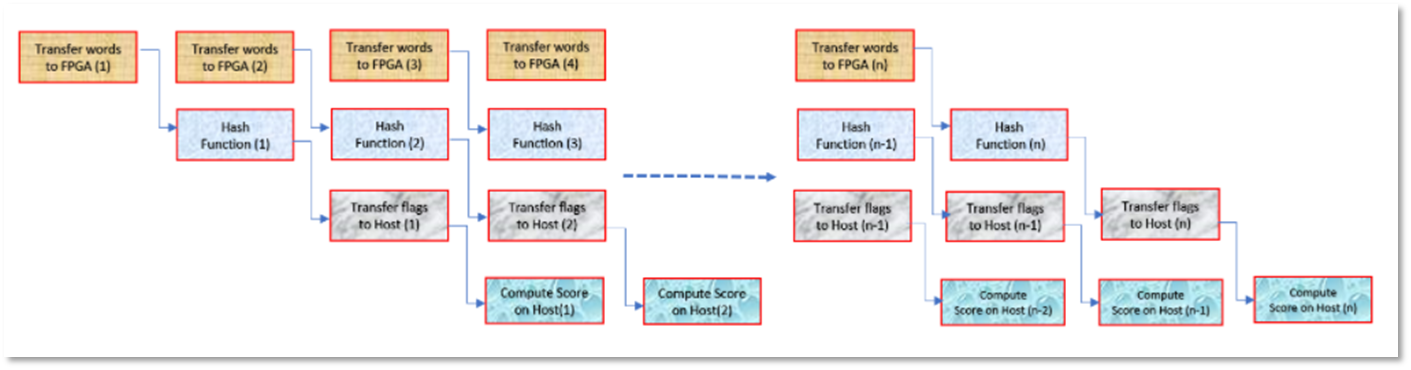 Transfer words
to FPGA (1)
Transfer words
to FPGA (2)
Transfer words
to FPGA (3)
Transfer words
to FPGA (4)
Transfer words
to FPGA (n)
Hash
Function (1)
Hash
Function (2)
Hash
Function (3)
Hash
Function (n-1)
Hash
Function (n)
Transfer flags
to Host (1)
Transfer flags
to Host (2)
Transfer flags
to Host (n-1)
Transfer flags
to Host (n-1)
Transfer flags
to Host (n)
Compute Score
on Host(1)
Compute Score
on Host(2)
Compute
Score on Host (n-2)
Compute
Score on Host (n-1)
Compute
Score on Host (n)